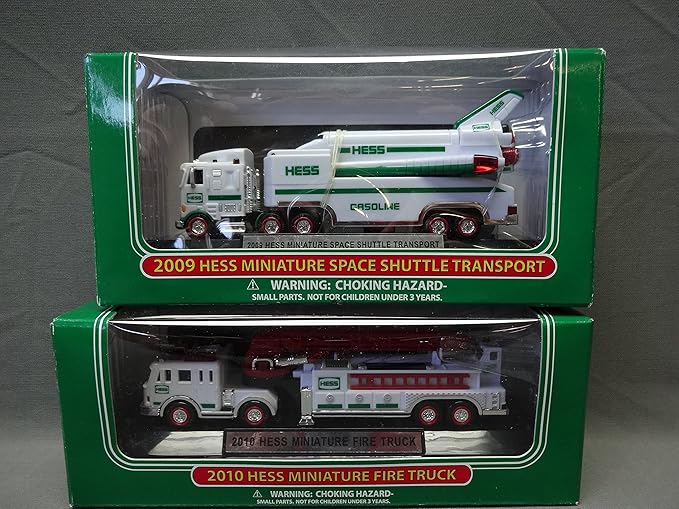 HESS
HESS
HESS
GASOLINE
2009 HESS MINIATURE SPACE SHUTTLE TRANSPORT
2009 HESS MINIATURE SPACE SHUTTLE TRANSPORT
WARNING: CHOKING HAZARD-
SMALL PARTS. NOT FOR CHILDREN UNDER 3 YEARS.
HESS
2010 HESS MINIATURE FIRE TRUCK
2010 HESS MINIATURE FIRE TRUCK
WARNING: CHOKING HAZARD-
SMALL PARTS. NOT FOR CHILDREN UNDER 3 YEARS.